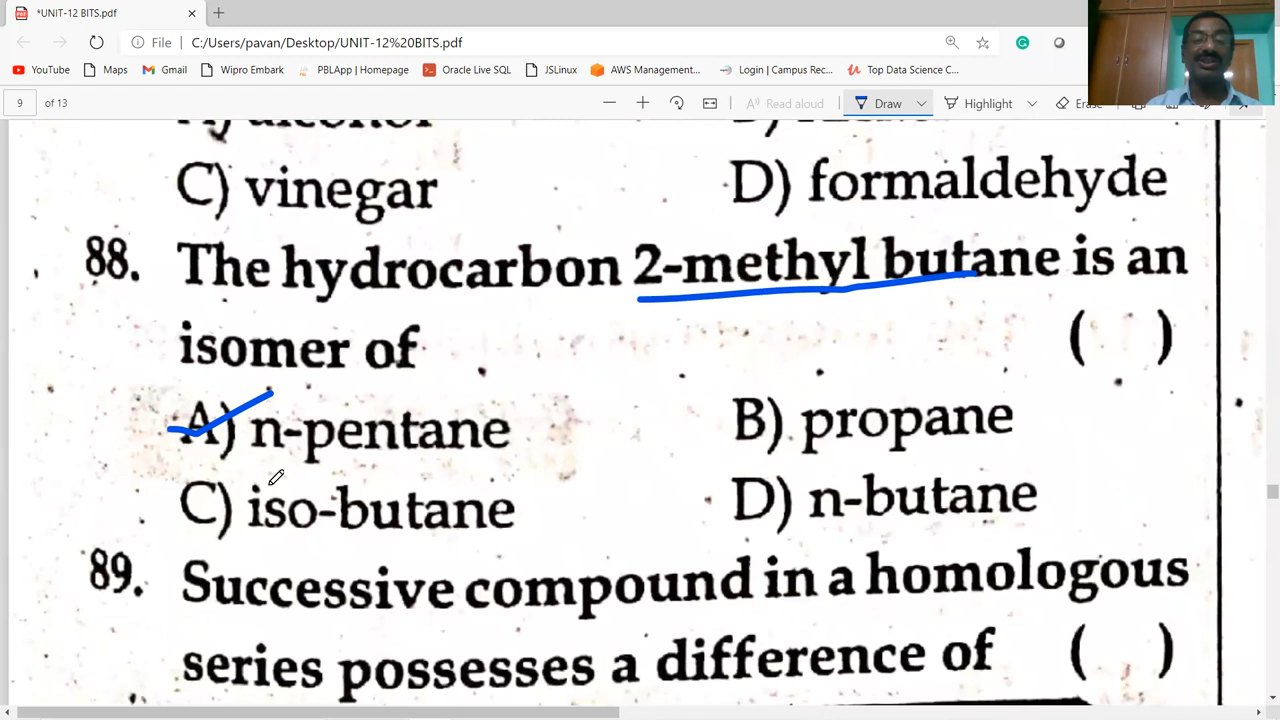 *UNIT-12 BITS.pdf
File C:/Users/pavan/Desktop/UNIT-12%20BITS.pdf
YouTube Maps Gmail Wipro Embark PBLApp | Homepage Oracle Live SQL JSLinux AWS Management... Login | Campus Rec... Top Data Science C...
9 of 13 Read aloud Draw Highlight Erase
A) alcohol
C) vinegar D) formaldehyde
88. The hydrocarbon 2-methyl butane is an
isomer of ( )
A) n-pentane B) propane
C) iso-butane D) n-butane
89. Successive compound in a homologous
series possesses a difference of ( )